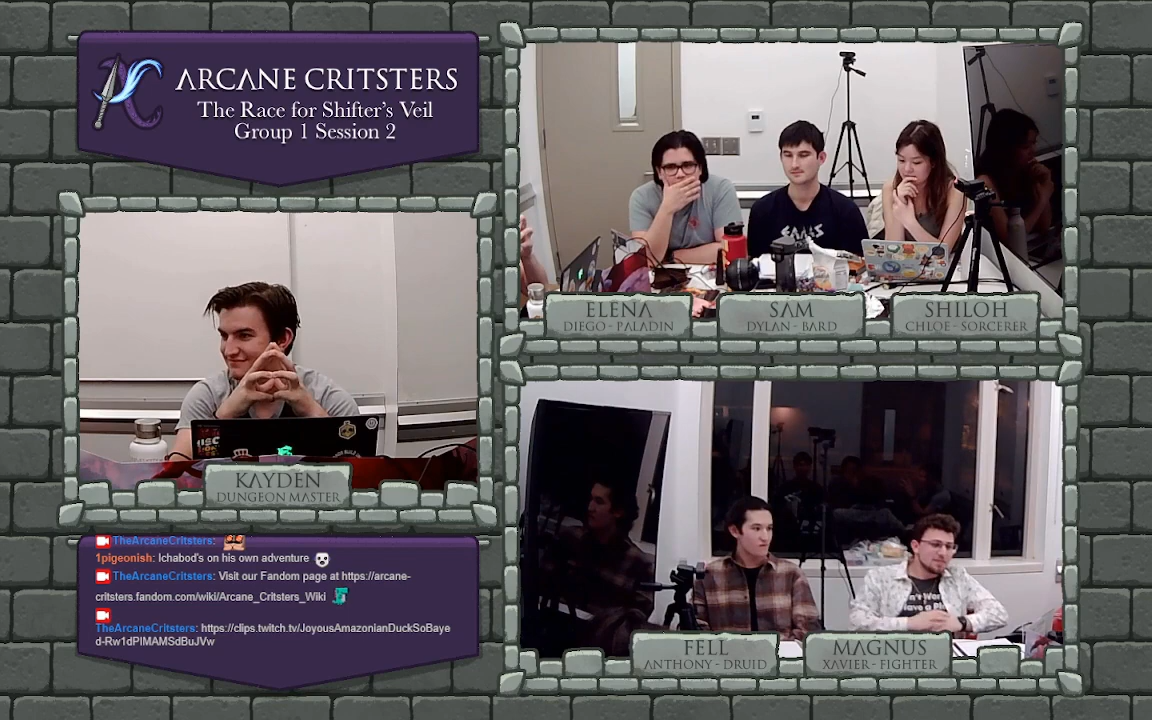 ARCANE CRITSTERS
The Race for Shifter's Veil
Group 1 Session 2
ELENA
DIEGO - PALADIN
SAM
DYLAN - BARD
SHILOH
CHLOE - SORCERER
KAYDEN
DUNGEON MASTER
TheArcaneCritsters:
1pigeonish: Ichabod's on his own adventure
TheArcaneCritsters: Visit our Fandom page at https://arcane-
critsters.fandom.com/wiki/Arcane_Critsters_Wiki
TheArcaneCritsters: https://clips.twitch.tv/JoyousAmazonianDuckSoBaye
d-Rw1dPIMAMSdBuJVw
FELL
ANTHONY - DRUID
MAGNUS
XAVIER - FIGHTER